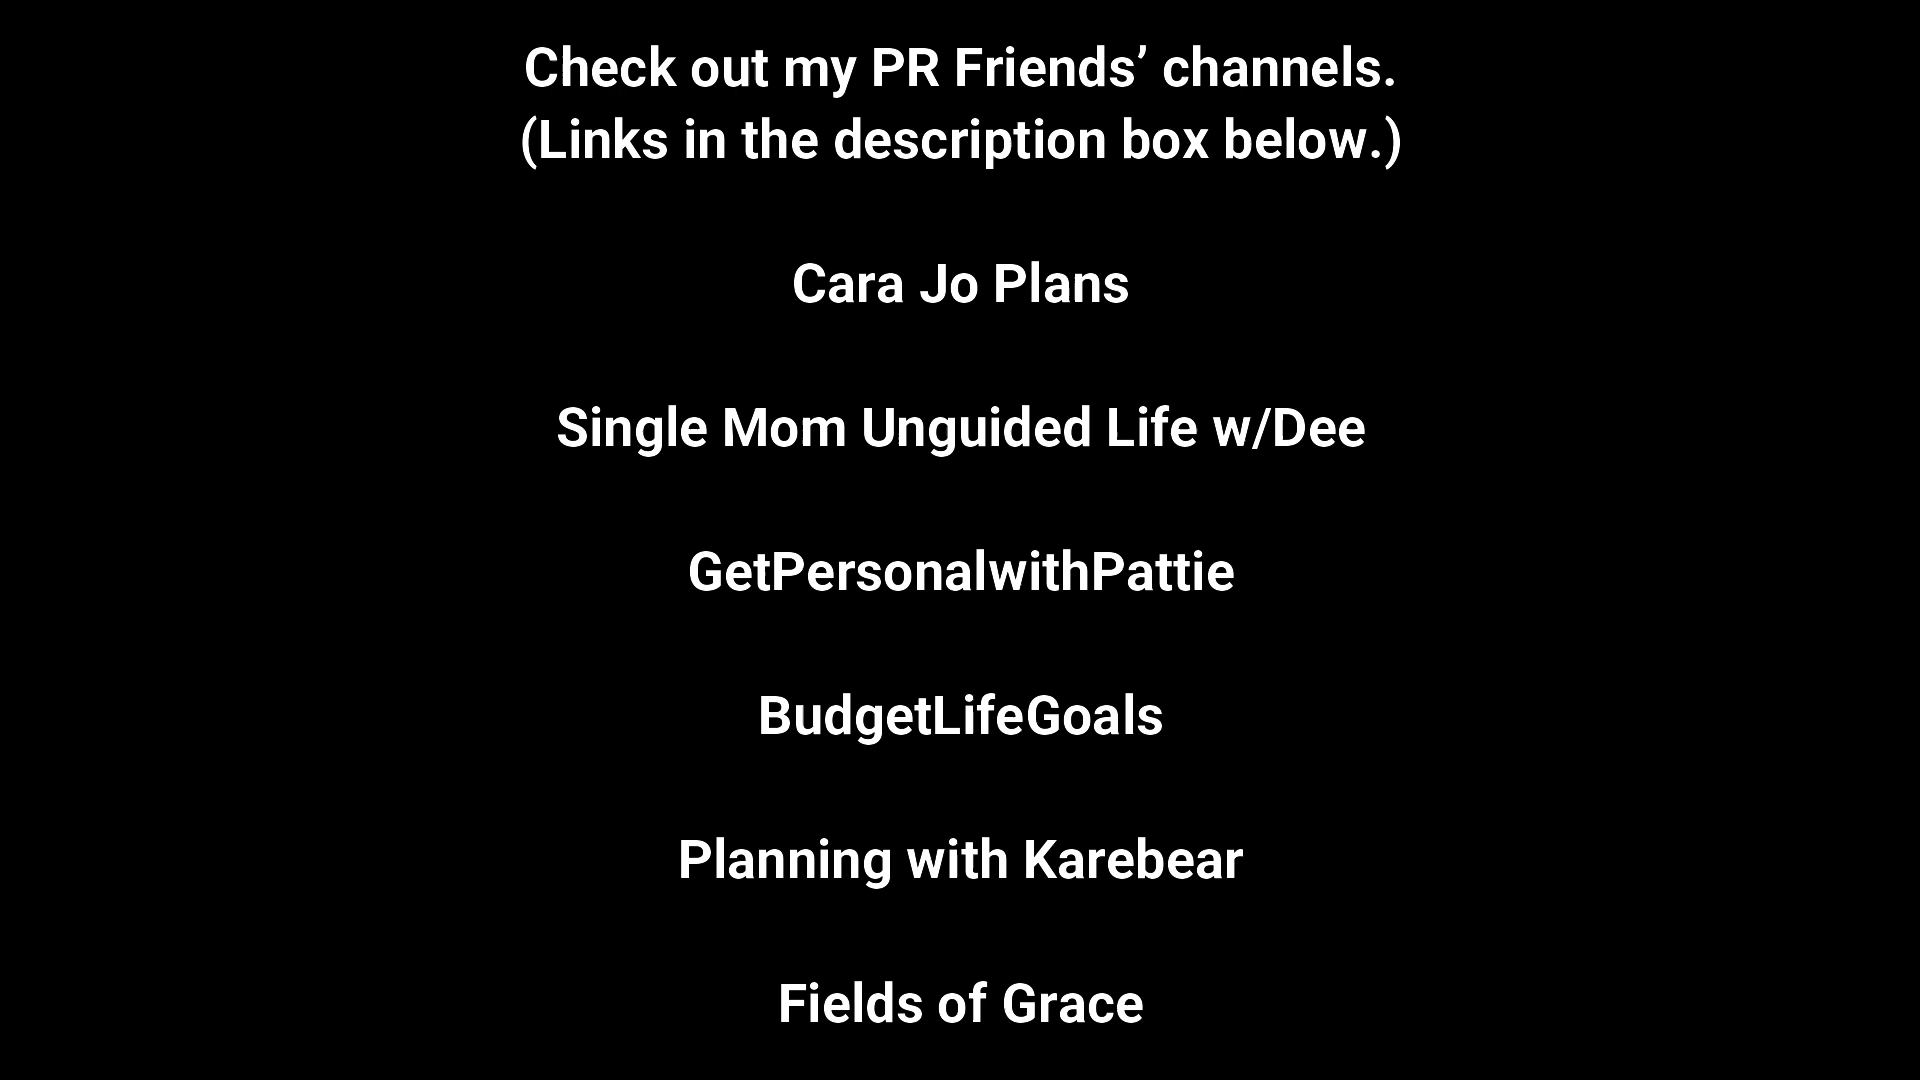 Check out my PR Friends’ channels.
(Links in the description box below.)
Cara Jo Plans
Single Mom Unguided Life w/Dee
GetPersonalwithPattie
BudgetLifeGoals
Planning with Karebear
Fields of Grace